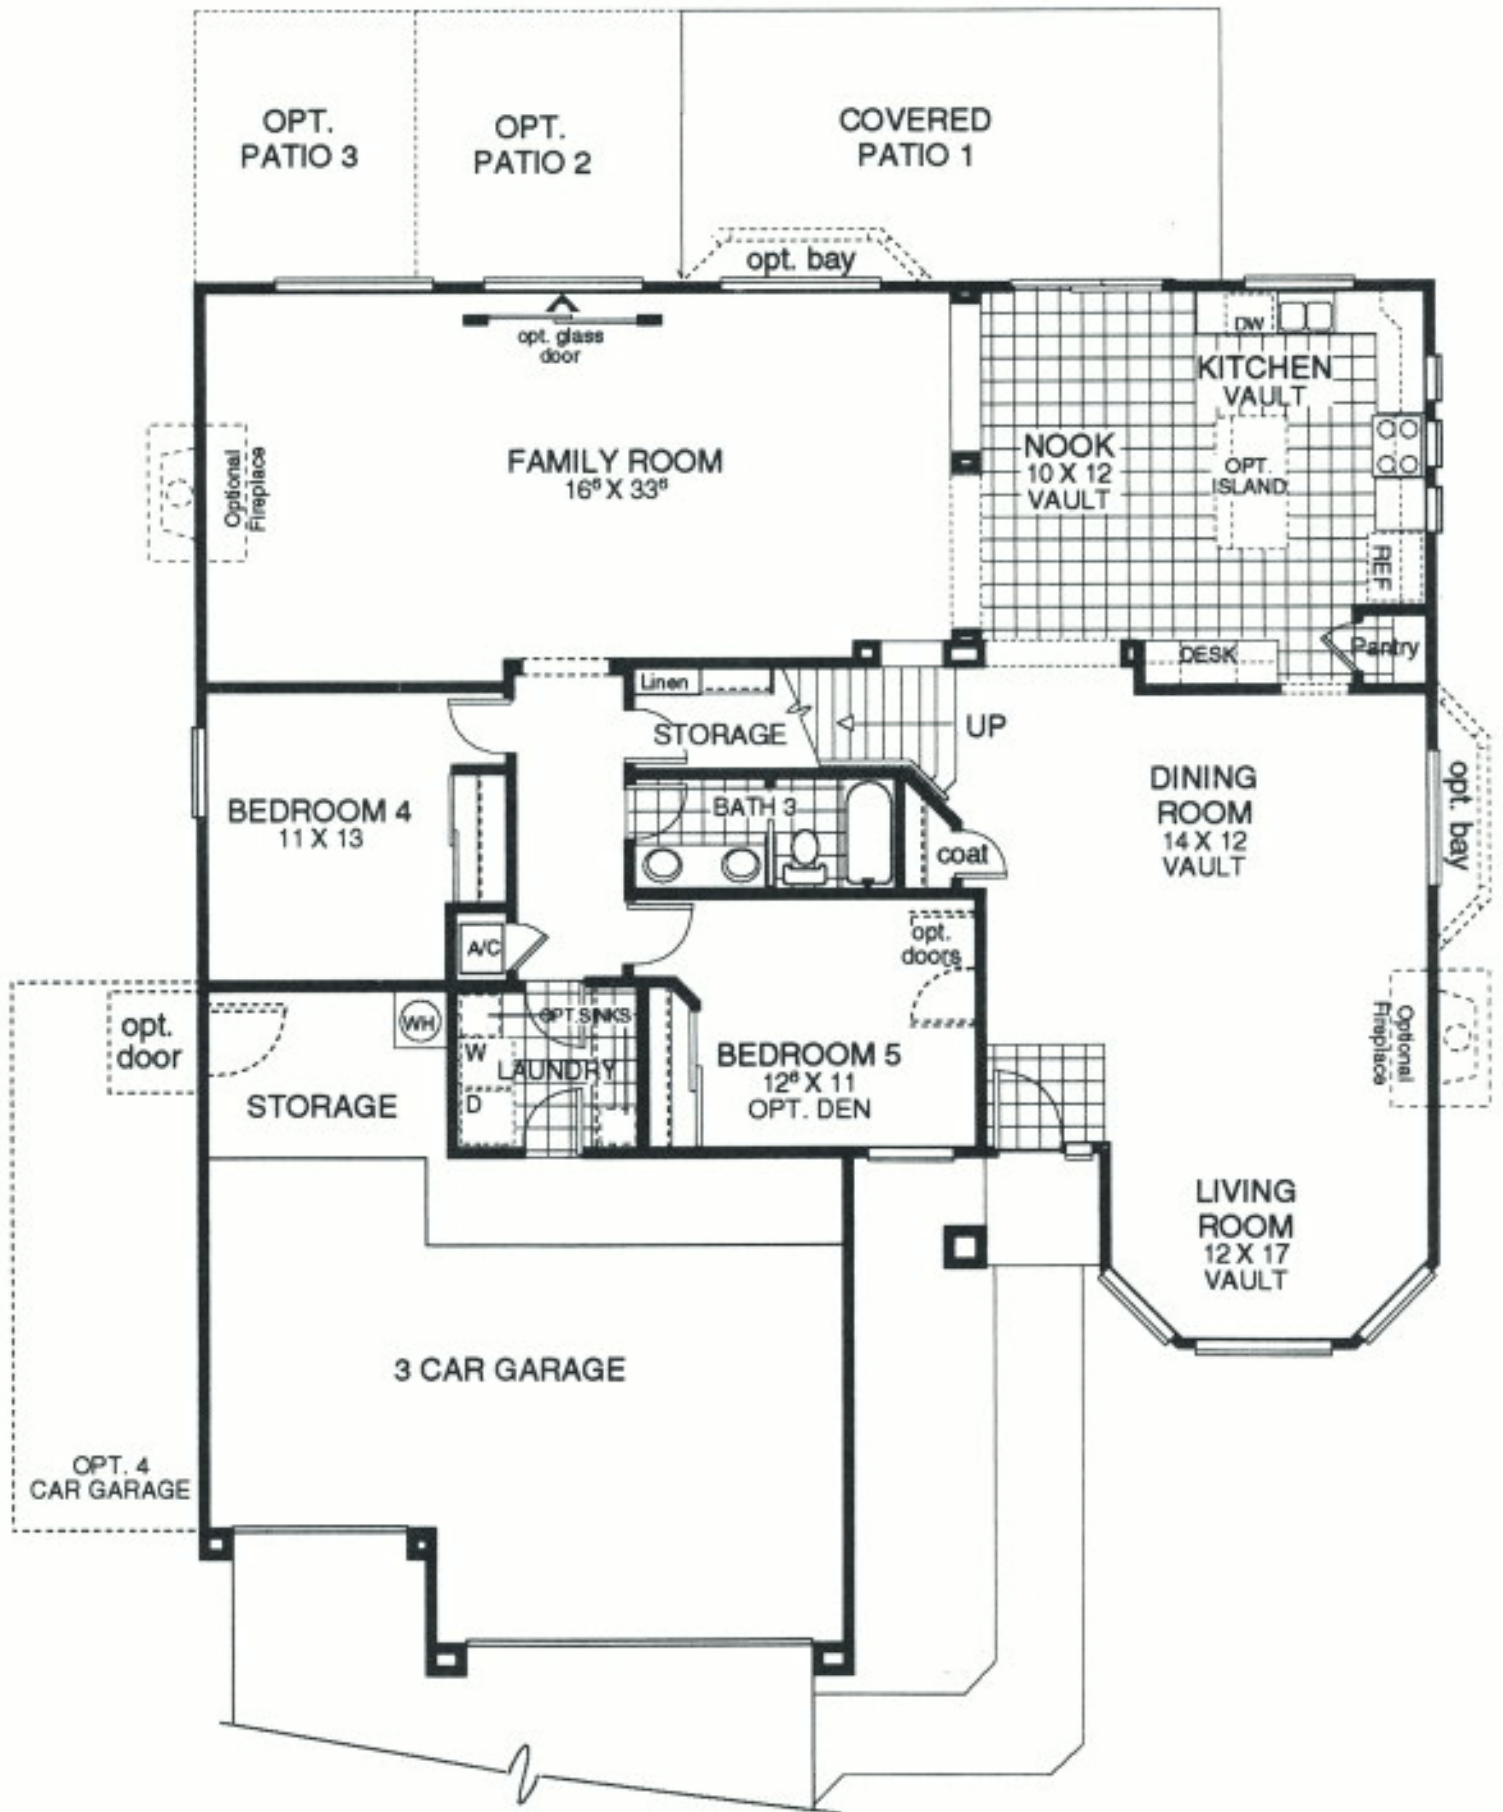 OPT.
PATIO 3
OPT.
PATIO 2
COVERED
PATIO 1
opt. bay
opt. glass
door
DW
KITCHEN
VAULT
FAMILY ROOM
16⁶ X 33⁶
NOOK
10 X 12
VAULT
OPT.
ISLAND
Optional
Fireplace
REF
Pantry
DESK
Linen
STORAGE
UP
BEDROOM 4
11 X 13
BATH 3
coat
DINING
ROOM
14 X 12
VAULT
opt. bay
A/C
opt.
doors
opt.
door
WH
OPT. SINKS
W
LAUNDRY
D
STORAGE
BEDROOM 5
12⁶ X 11
OPT. DEN
Optional
Fireplace
LIVING
ROOM
12 X 17
VAULT
3 CAR GARAGE
OPT. 4
CAR GARAGE